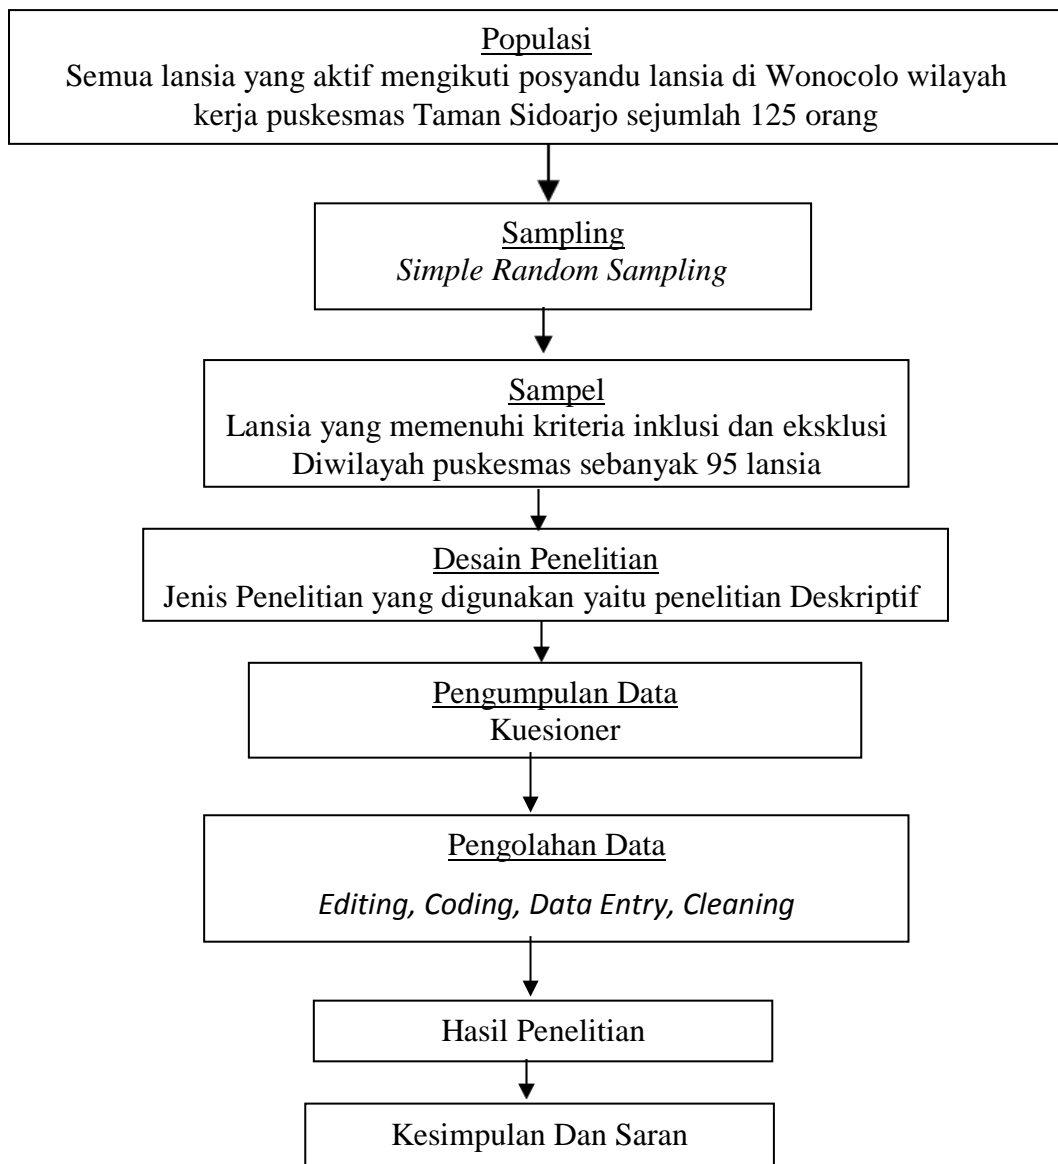 Populasi
Semua lansia yang aktif mengikuti posyandu lansia di Wonocolo wilayah
kerja puskesmas Taman Sidoarjo sejumlah 125 orang
Sampling
Simple Random Sampling
Sampel
Lansia yang memenuhi kriteria inklusi dan eksklusi
Diwilayah puskesmas sebanyak 95 lansia
Desain Penelitian
Jenis Penelitian yang digunakan yaitu penelitian Deskriptif
Pengumpulan Data
Kuesioner
Pengolahan Data
Editing, Coding, Data Entry, Cleaning
Hasil Penelitian
Kesimpulan Dan Saran